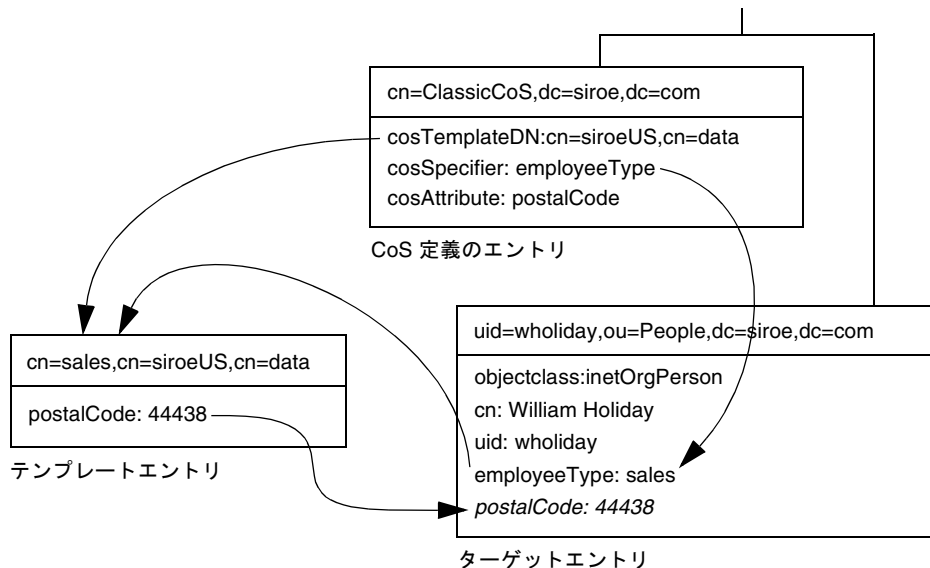 cn=ClassicCoS,dc=siroe,dc=com
cosTemplateDN:cn=siroeUS,cn=data
cosSpecifier: employeeType
cosAttribute: postalCode
CoS 定義のエントリ
cn=sales,cn=siroeUS,cn=data
postalCode: 44438
テンプレートエントリ
uid=wholiday,ou=People,dc=siroe,dc=com
objectclass:inetOrgPerson
cn: William Holiday
uid: wholiday
employeeType: sales
postalCode: 44438
ターゲットエントリ